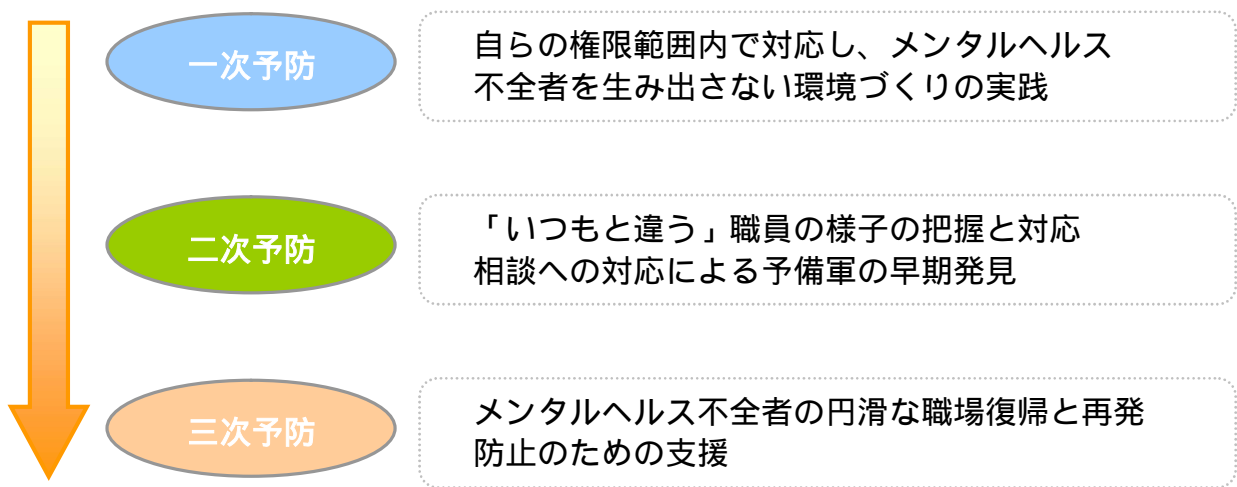 一次予防
自らの権限範囲内で対応し、メンタルヘルス
不全者を生み出さない環境づくりの実践
二次予防
「いつもと違う」職員の様子の把握と対応
相談への対応による予備軍の早期発見
三次予防
メンタルヘルス不全者の円滑な職場復帰と再発
防止のための支援